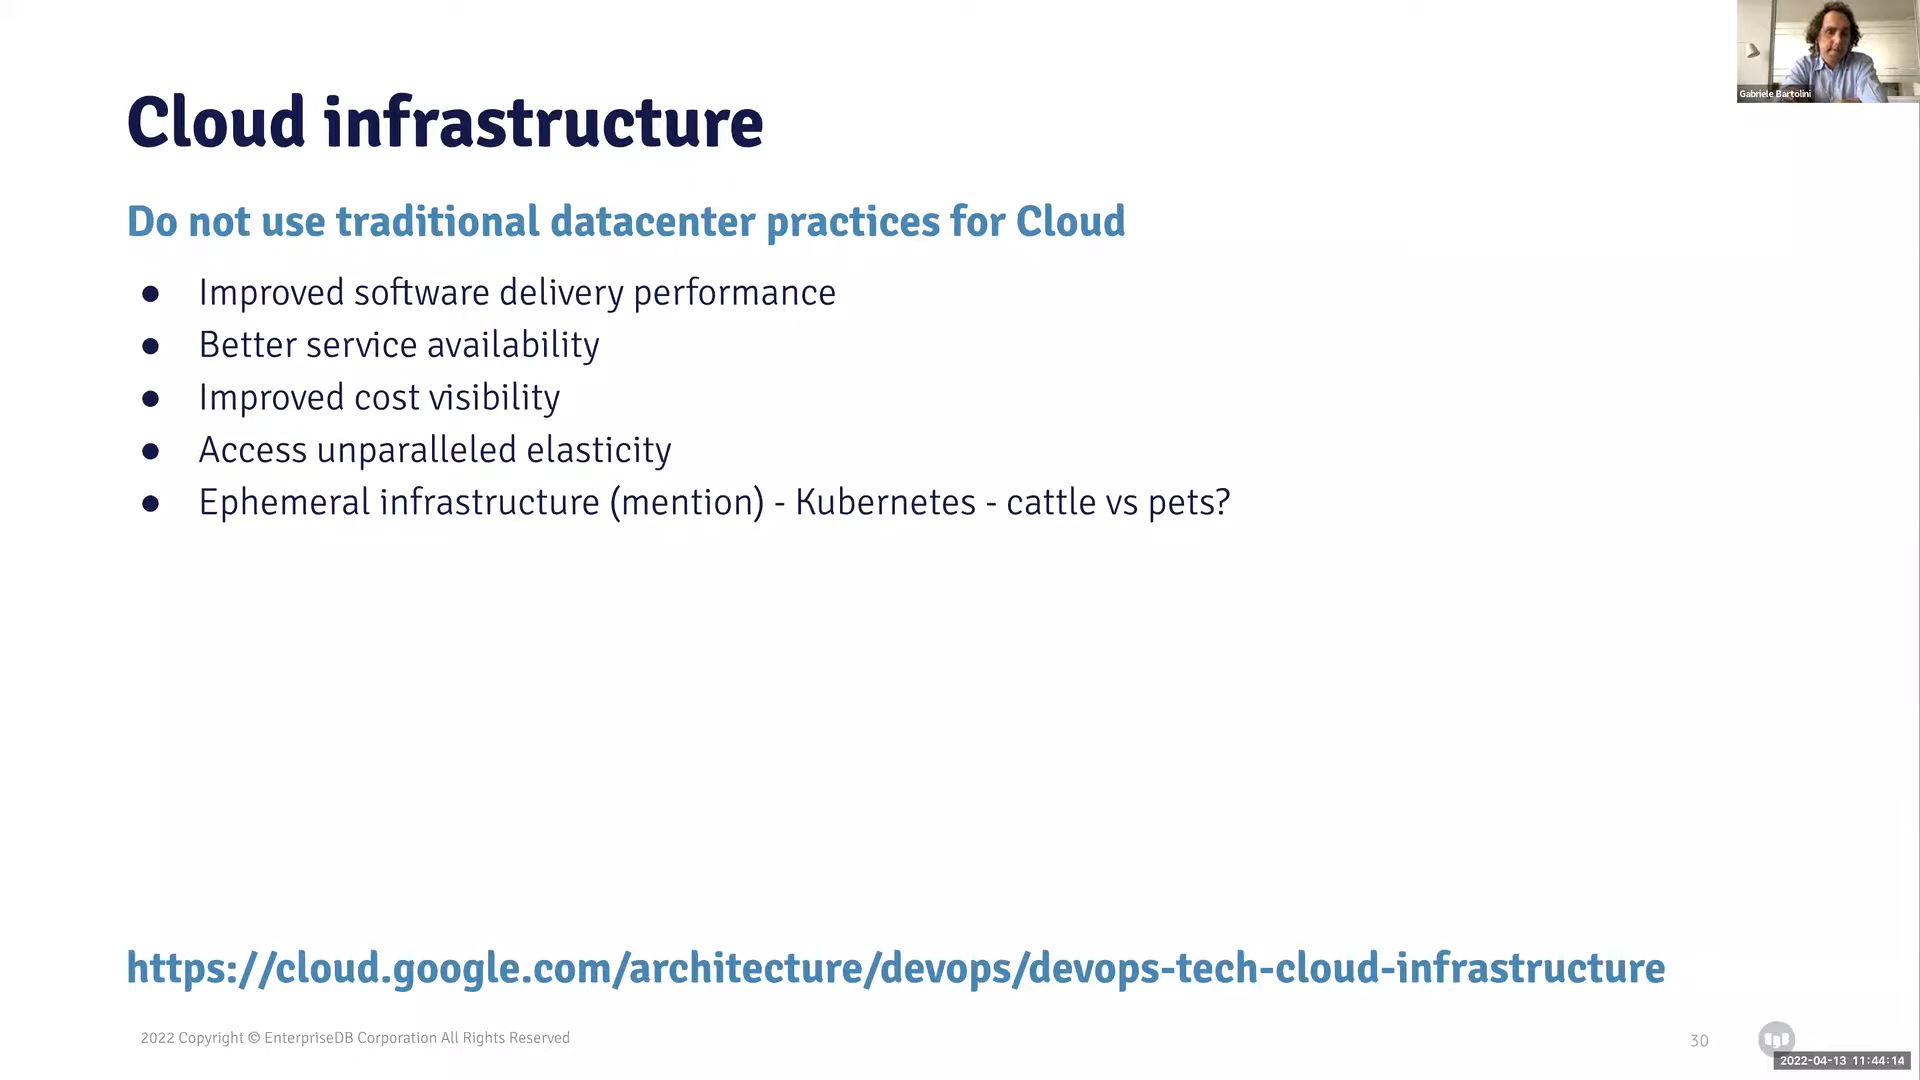 Gabriele Bartolini
Cloud infrastructure
Do not use traditional datacenter practices for Cloud
● Improved software delivery performance
● Better service availability
● Improved cost visibility
● Access unparalleled elasticity
● Ephemeral infrastructure (mention) - Kubernetes - cattle vs pets?
https://cloud.google.com/architecture/devops/devops-tech-cloud-infrastructure
2022 Copyright © EnterpriseDB Corporation All Rights Reserved
30
2022-04-13 11:44:14